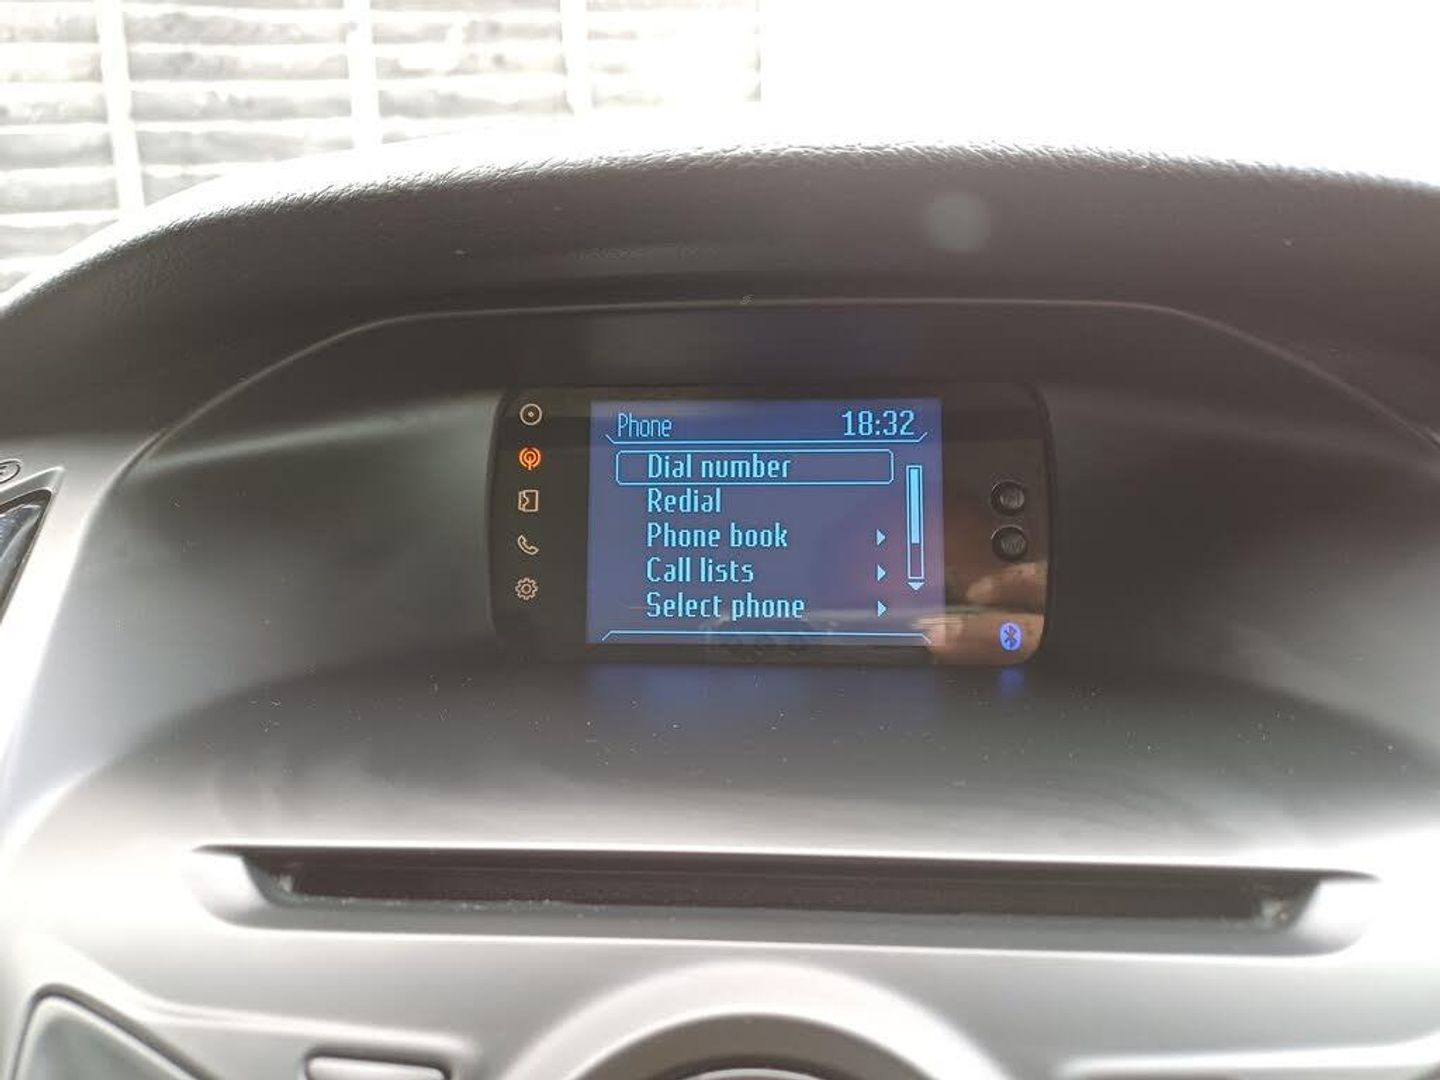 Phone 18:32
Dial number
Redial
Phone book
Call lists
Select phone